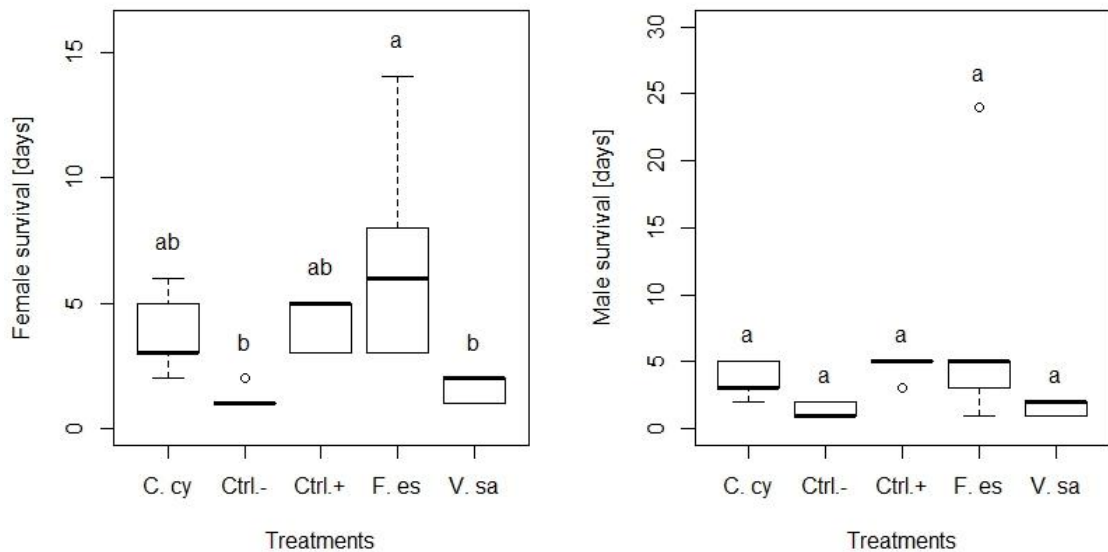 Female survival [days]
15
10
5
0
a
ab
ab
b
b
C. cy Ctrl.- Ctrl.+ F. es V. sa
Treatments
Male survival [days]
30
25
20
15
10
5
0
a
a
a
a
a
C. cy Ctrl.- Ctrl.+ F. es V. sa
Treatments